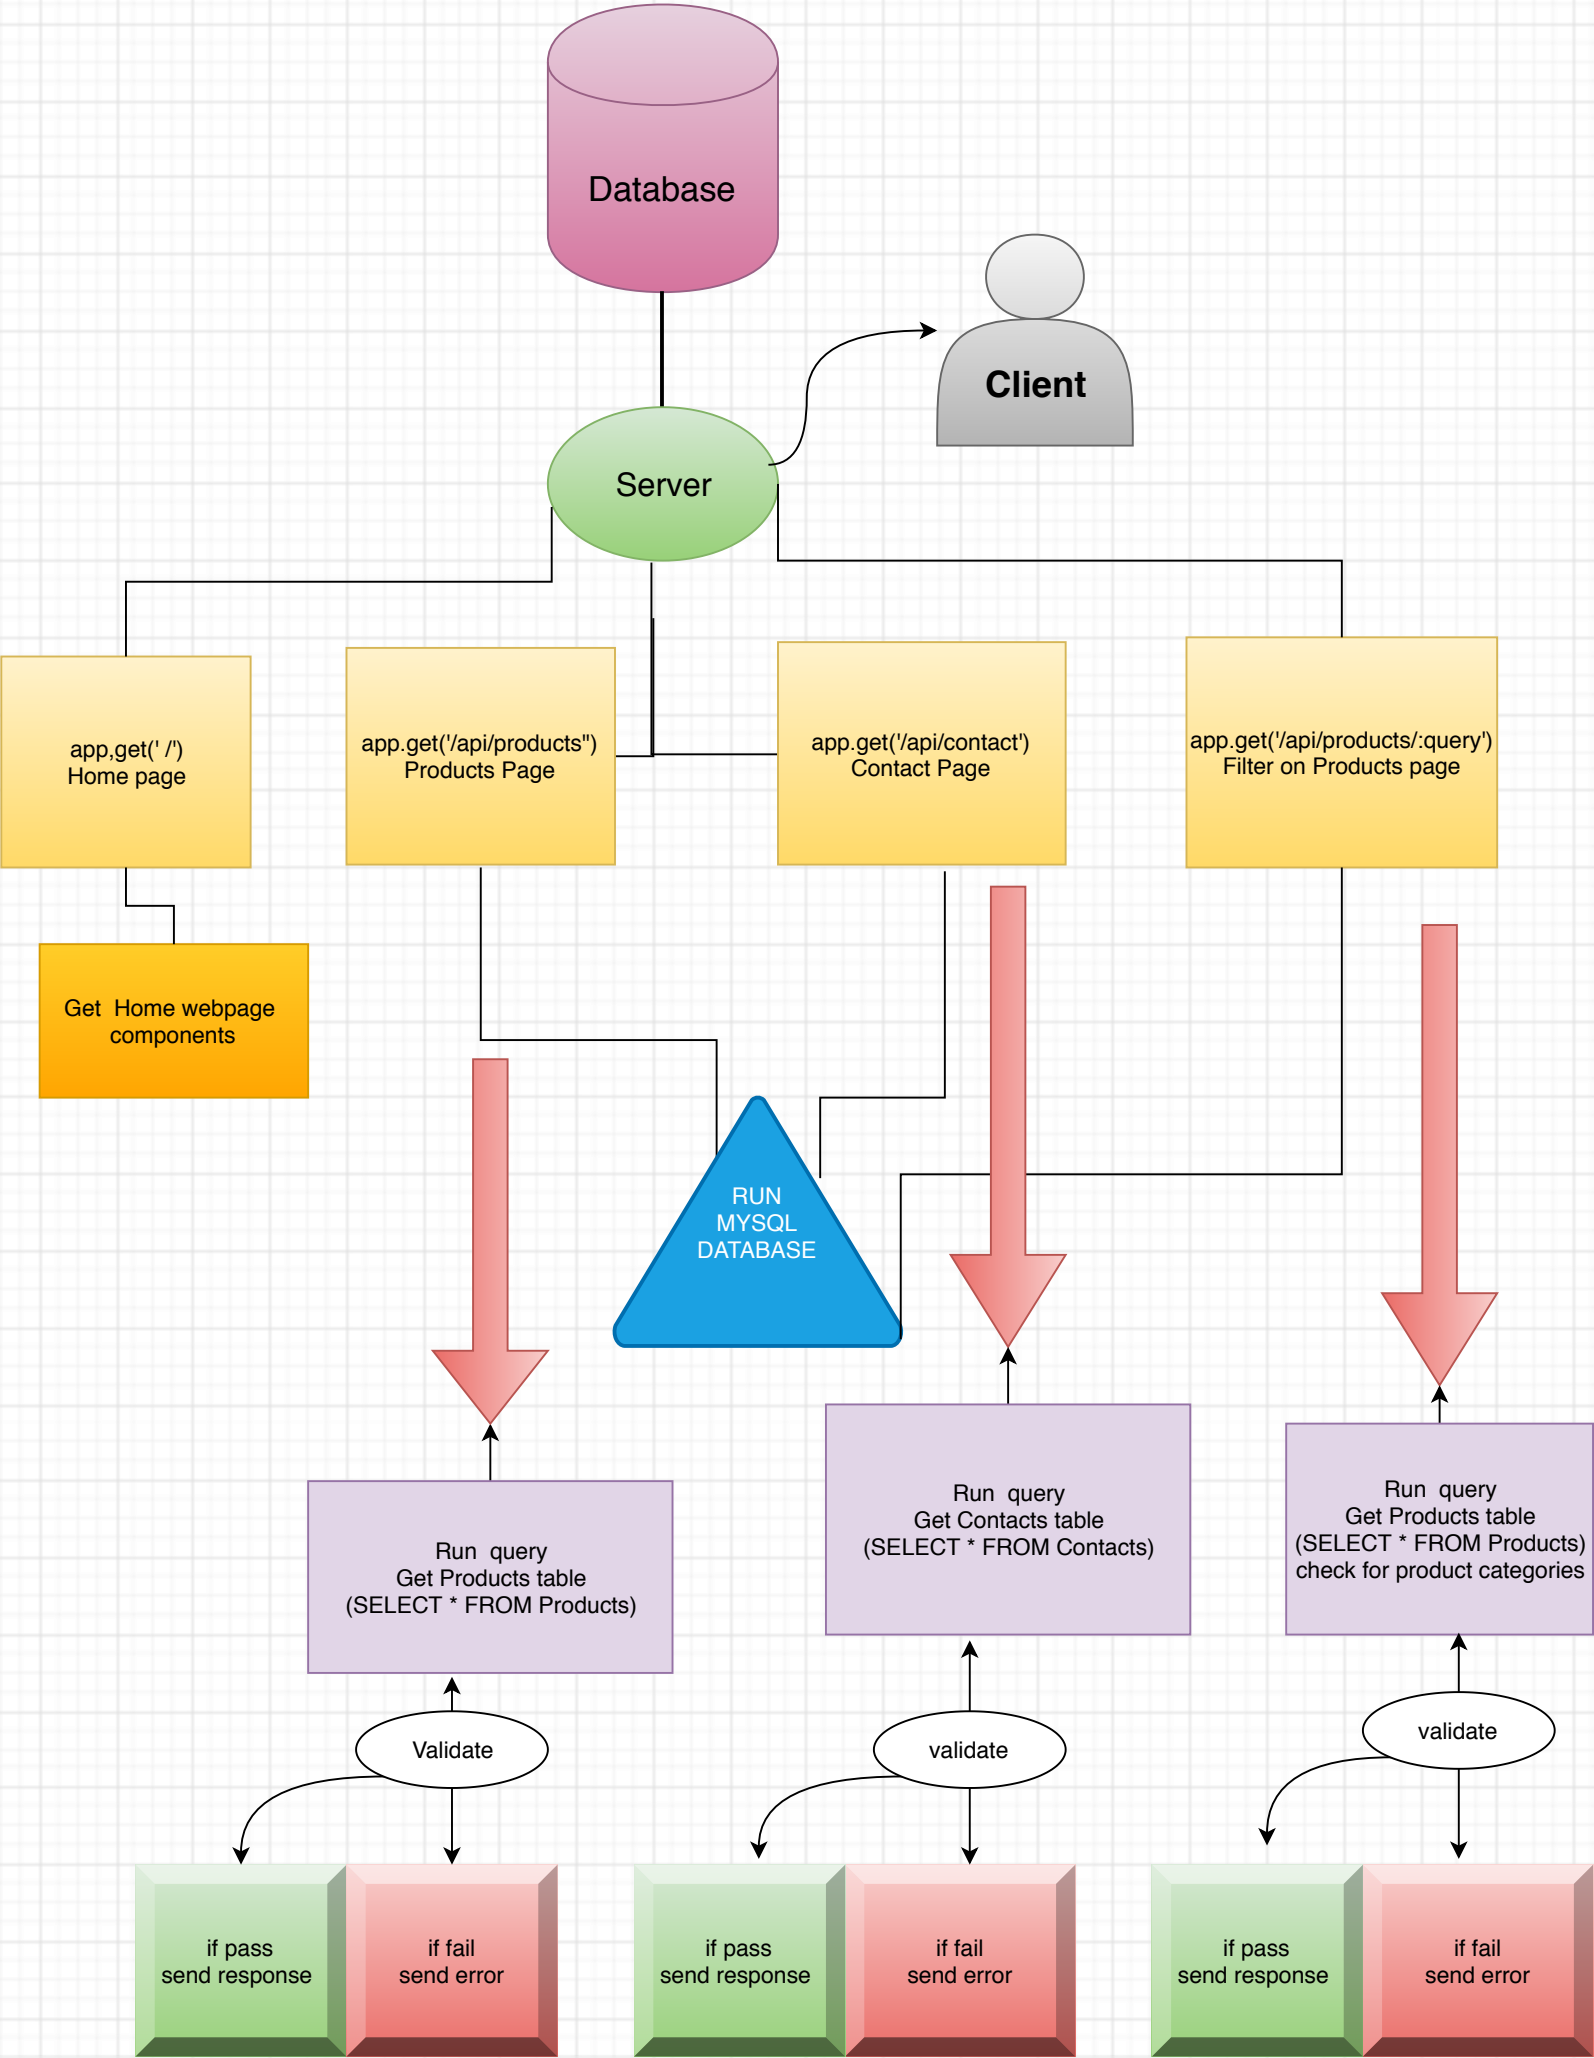 Database
Client
Server
app,get(' /')
Home page
app.get('/api/products")
Products Page
app.get('/api/contact')
Contact Page
app.get('/api/products/:query')
Filter on Products page
Get  Home webpage
components
RUN
MYSQL
DATABASE
Run  query
Get Products table
(SELECT * FROM Products)
Run  query
Get Contacts table
(SELECT * FROM Contacts)
Run  query
Get Products table
(SELECT * FROM Products)
check for product categories
Validate
validate
validate
if pass
send response
if fail
send error
if pass
send response
if fail
send error
if pass
send response
if fail
send error